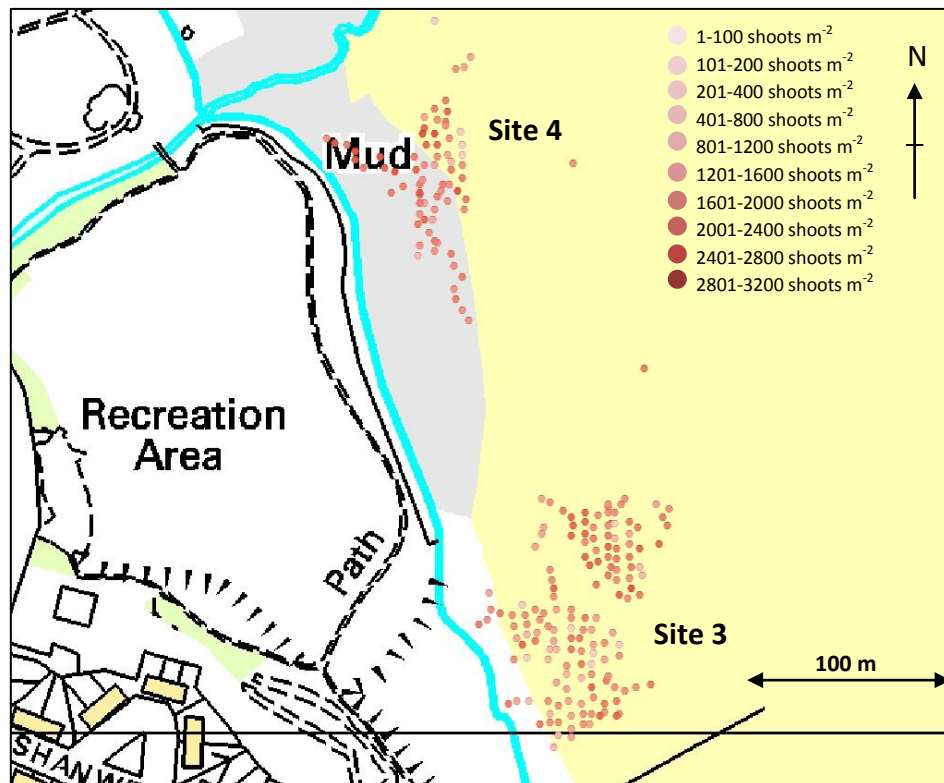 1-100 shoots m⁻²
101-200 shoots m⁻²
201-400 shoots m⁻²
401-800 shoots m⁻²
801-1200 shoots m⁻²
1201-1600 shoots m⁻²
1601-2000 shoots m⁻²
2001-2400 shoots m⁻²
2401-2800 shoots m⁻²
2801-3200 shoots m⁻²
N
Site 4
Mud
Recreation
Area
Path
Site 3
100 m
SHANW